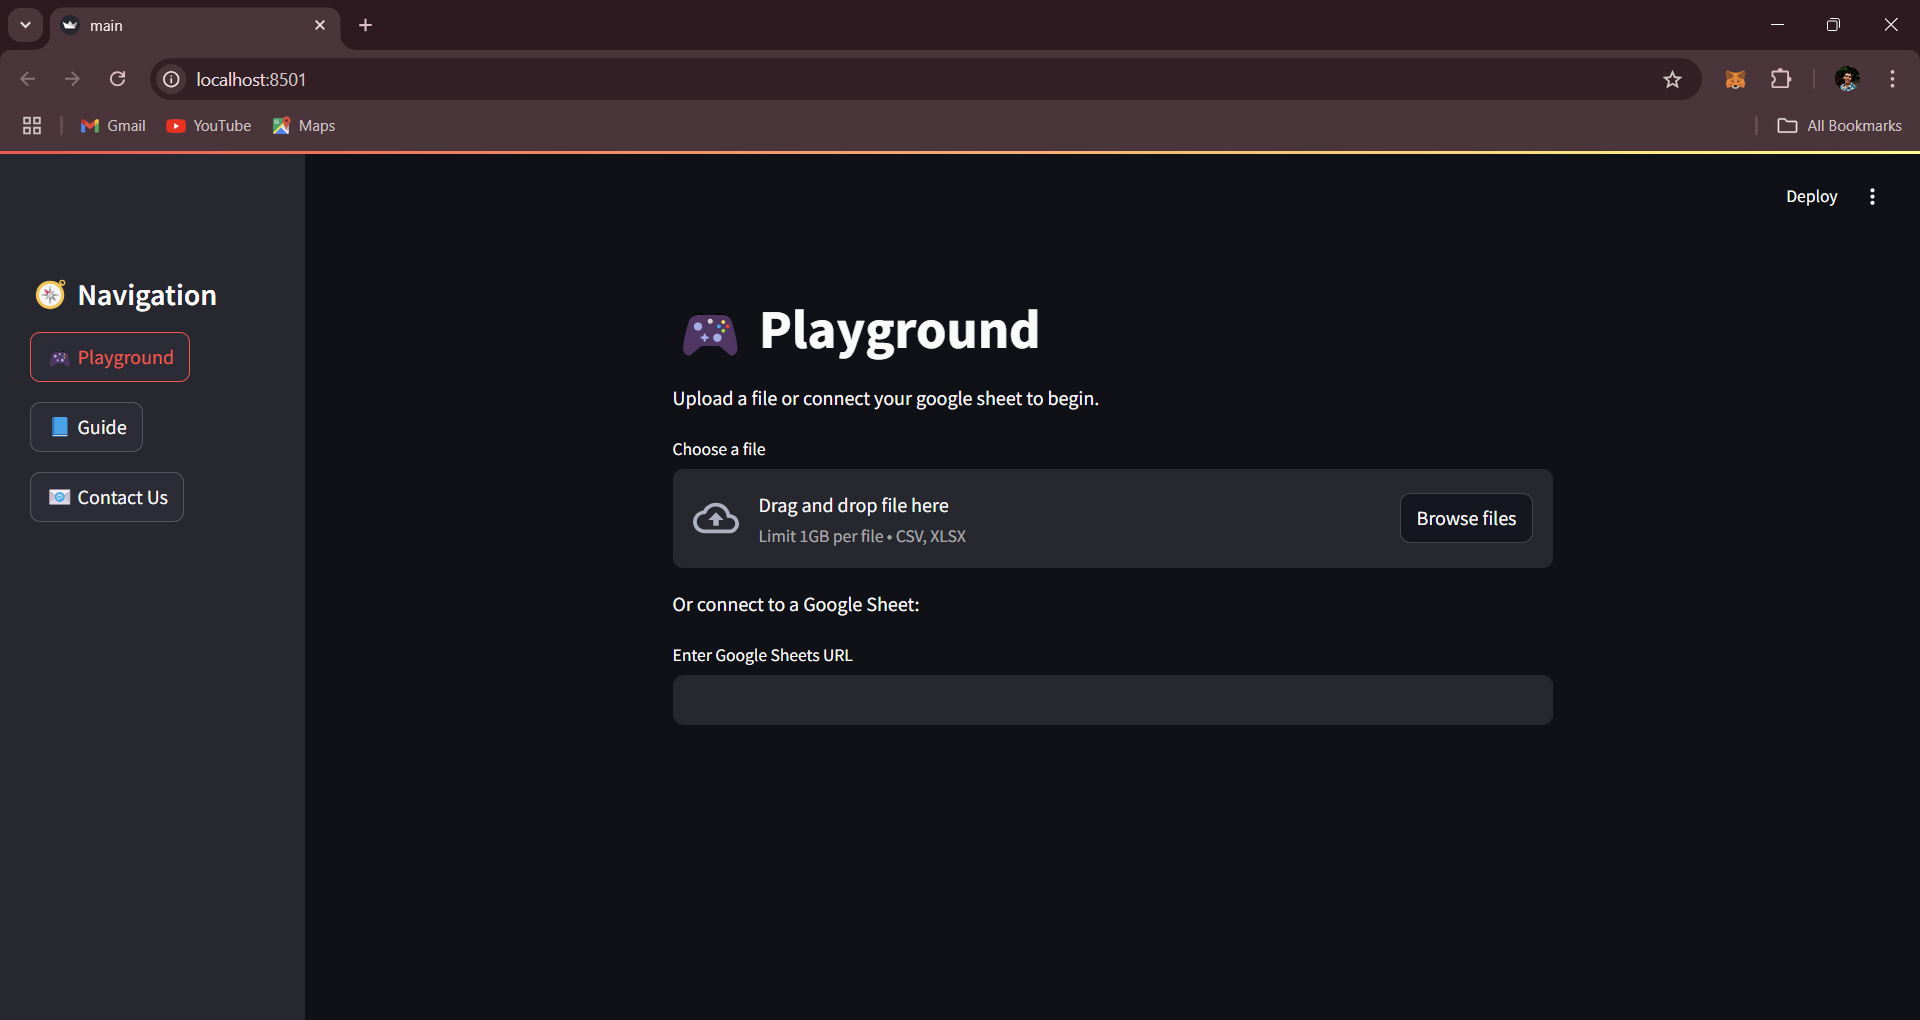 main
localhost:8501
Gmail YouTube Maps All Bookmarks
Deploy
Navigation
Playground
Guide
Contact Us
Playground
Upload a file or connect your google sheet to begin.
Choose a file
Drag and drop file here
Limit 1GB per file • CSV, XLSX
Browse files
Or connect to a Google Sheet:
Enter Google Sheets URL